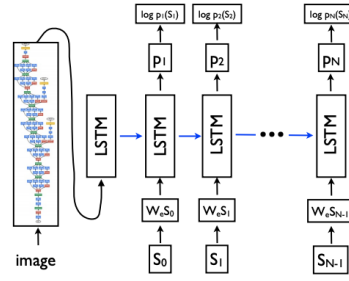 log p₁(S₁) log p₂(S₂) log pN(SN)
p₁ p₂ pN
LSTM LSTM LSTM LSTM
WeS₀ WeS₁ WeSN-1
image S₀ S₁ SN-1